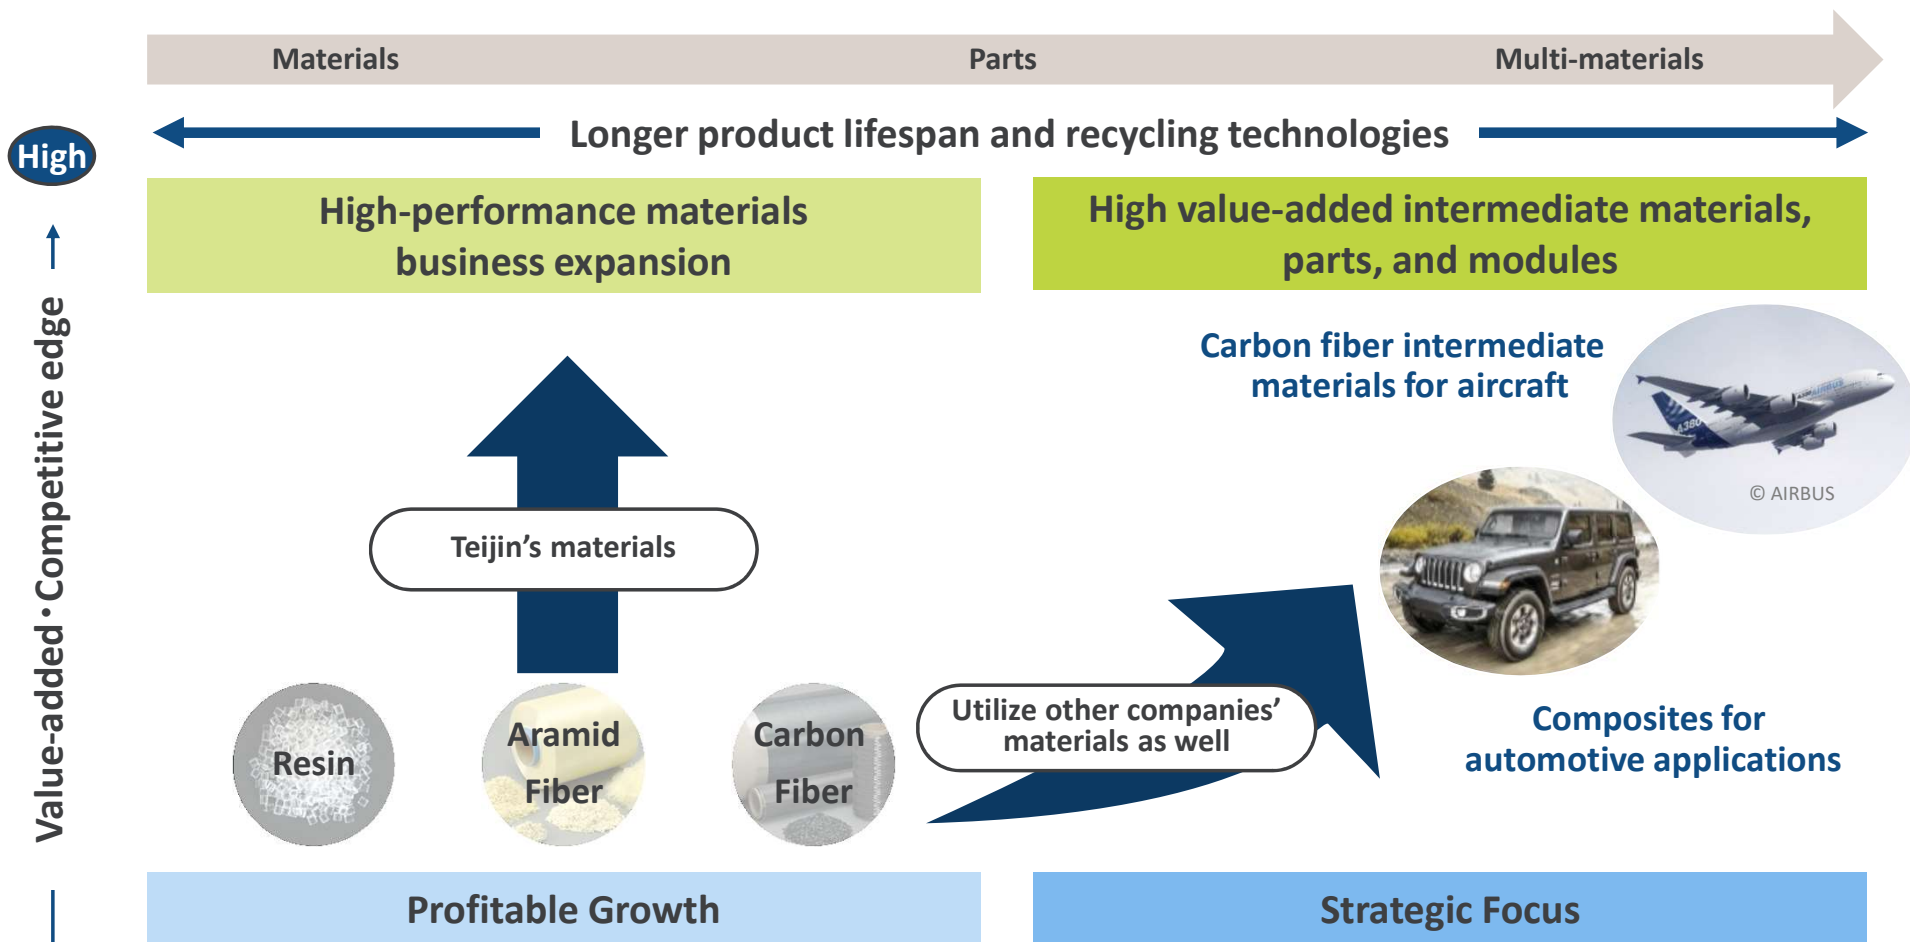 Materials
Parts
Multi-materials
Longer product lifespan and recycling technologies
High
Value-added･Competitive edge
High-performance materials
business expansion
High value-added intermediate materials,
parts, and modules
Carbon fiber intermediate
materials for aircraft
A380
AIRBUS
© AIRBUS
Teijin’s materials
Resin
Aramid
Fiber
Carbon
Fiber
Utilize other companies’
materials as well
Composites for
automotive applications
Profitable Growth
Strategic Focus